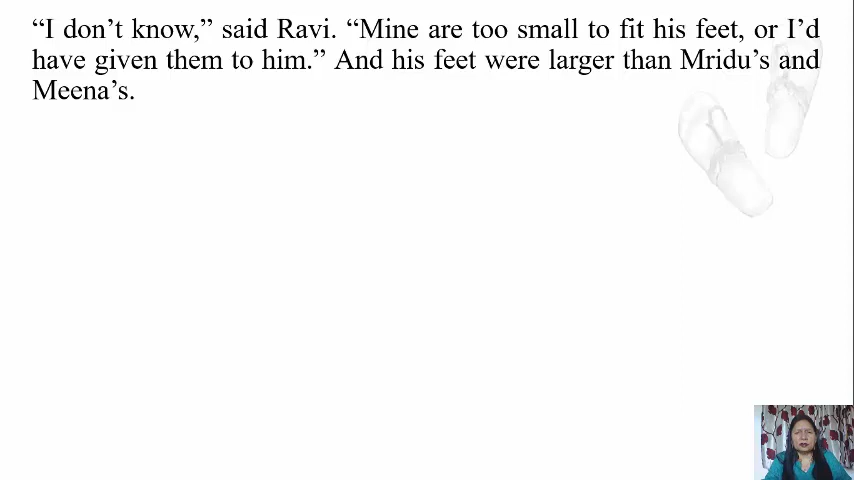 “I don’t know,” said Ravi. “Mine are too small to fit his feet, or I’d
have given them to him.” And his feet were larger than Mridu’s and
Meena’s.